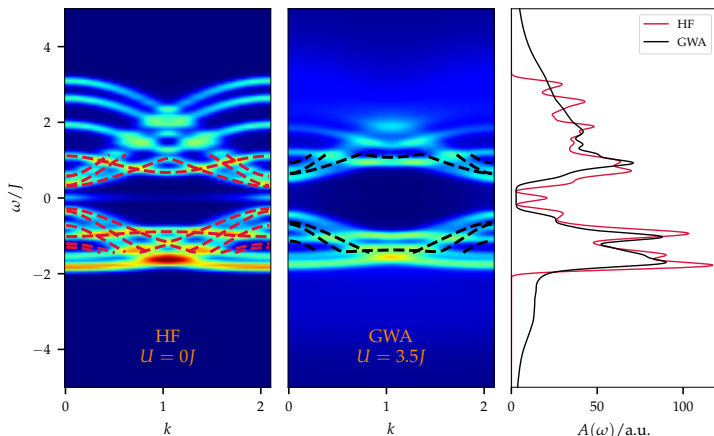 4
2
0
−2
−4
ω/J
HF
U = 0J
0 1 2
k
GWA
U = 3.5J
0 1 2
k
HF
GWA
0 50 100
A(ω)/a.u.